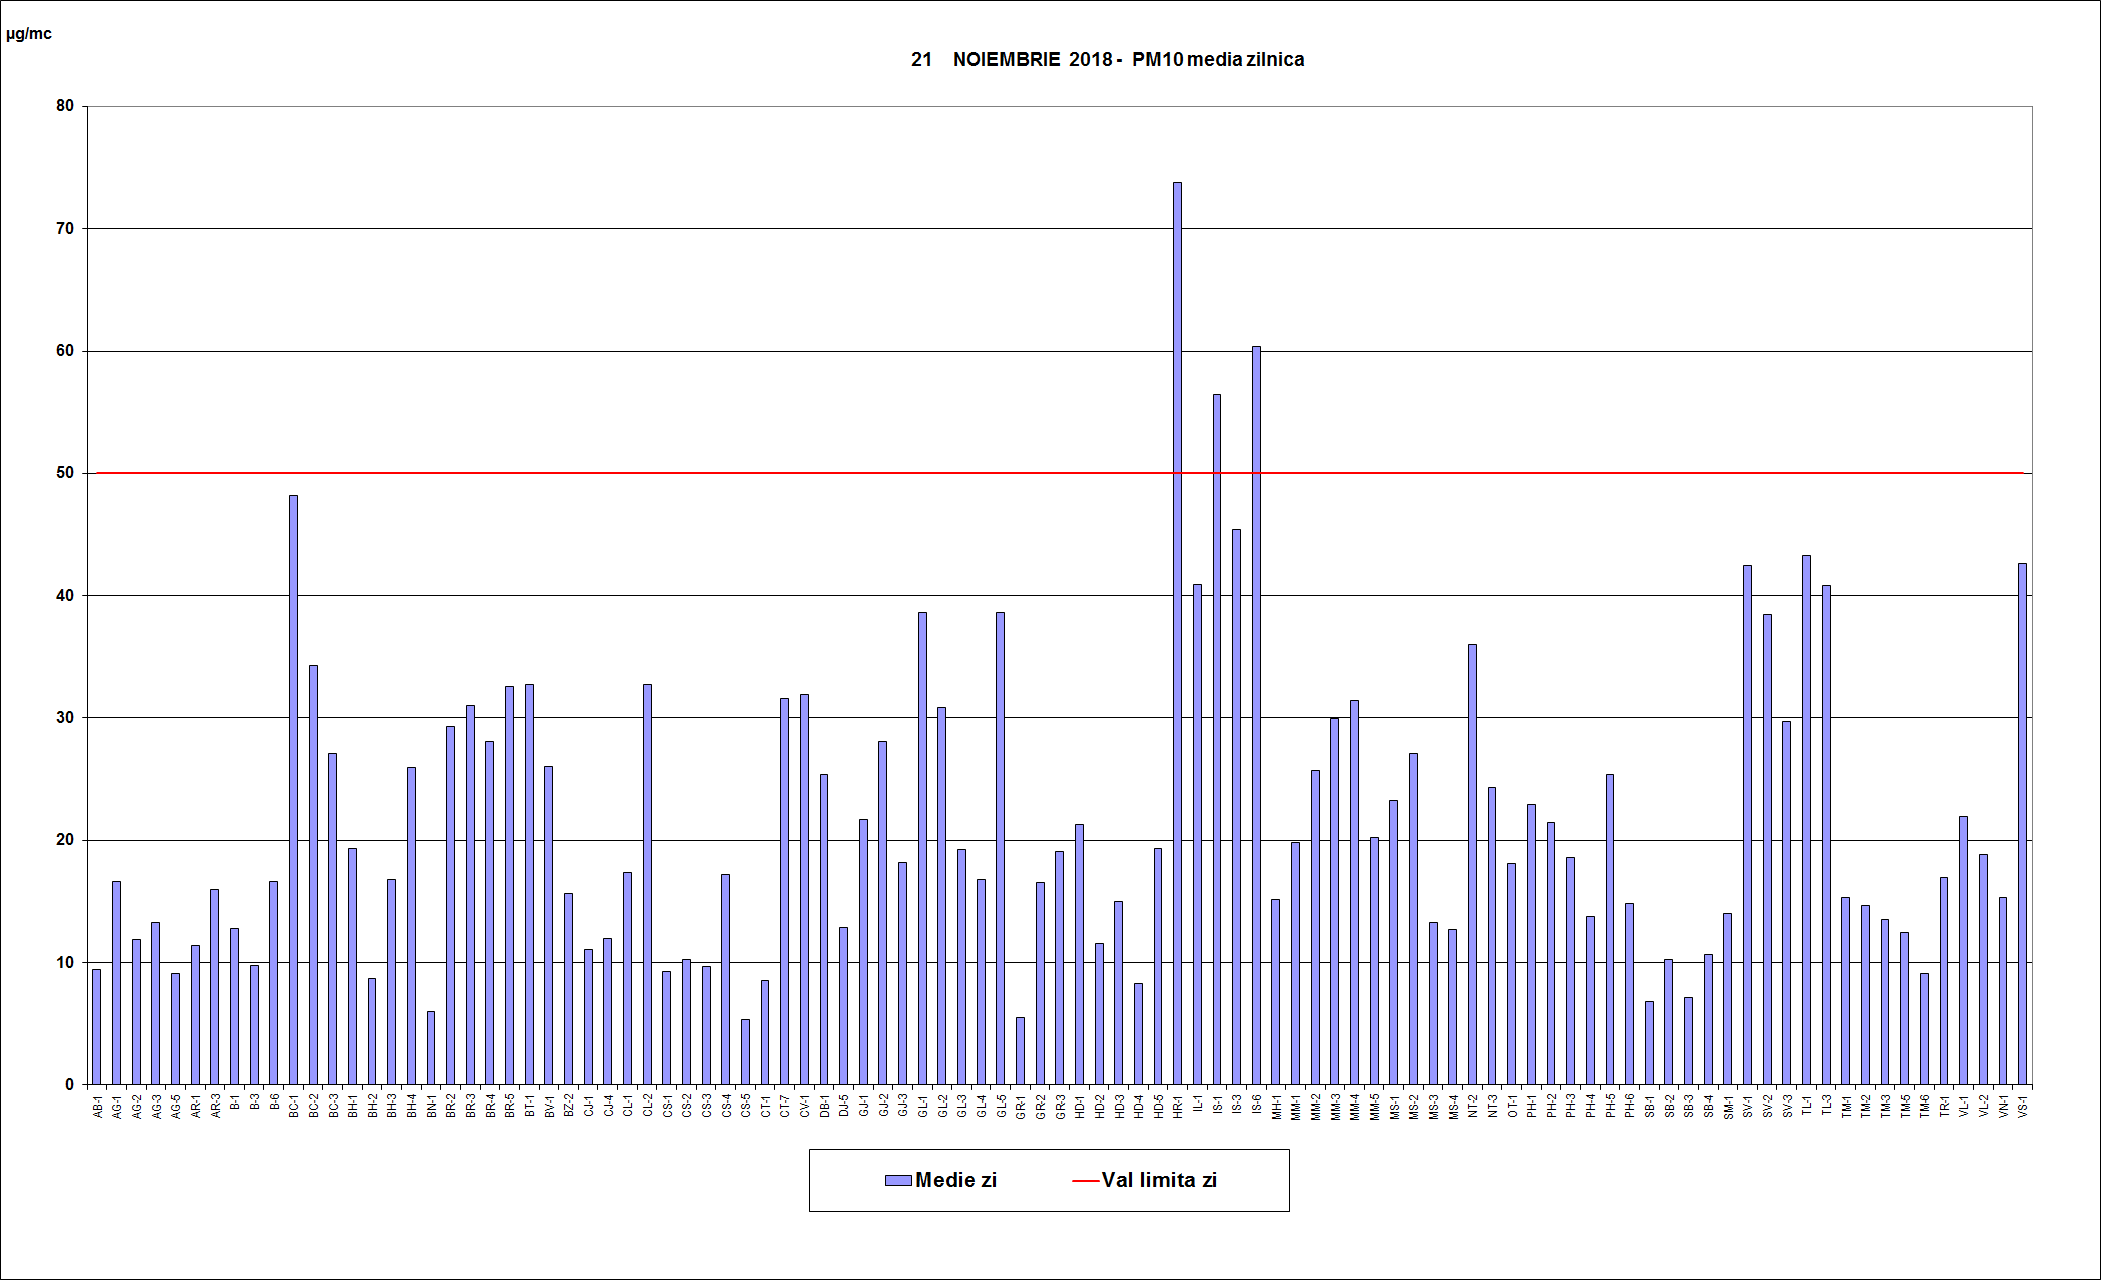 µg/mc
21 NOIEMBRIE 2018 - PM10 media zilnica
80
70
60
50
40
30
20
10
0
AB-1
AG-1
AG-2
AG-3
AG-5
AR-1
AR-3
B-1
B-3
B-6
BC-1
BC-2
BC-3
BH-1
BH-2
BH-3
BH-4
BN-1
BR-2
BR-3
BR-4
BR-5
BT-1
BV-1
BZ-2
CJ-1
CJ-4
CL-1
CL-2
CS-1
CS-2
CS-3
CS-4
CS-5
CT-1
CT-7
CV-1
DB-1
DJ-5
GJ-1
GJ-2
GJ-3
GL-1
GL-2
GL-3
GL-4
GL-5
GR-1
GR-2
GR-3
HD-1
HD-2
HD-3
HD-4
HD-5
HR-1
IL-1
IS-1
IS-3
IS-6
MH-1
MM-1
MM-2
MM-3
MM-4
MM-5
MS-1
MS-2
MS-3
MS-4
NT-2
NT-3
OT-1
PH-1
PH-2
PH-3
PH-4
PH-5
PH-6
SB-1
SB-2
SB-3
SB-4
SM-1
SV-1
SV-2
SV-3
TL-1
TL-3
TM-1
TM-2
TM-3
TM-5
TM-6
TR-1
VL-1
VL-2
VN-1
VS-1
Medie zi
Val limita zi